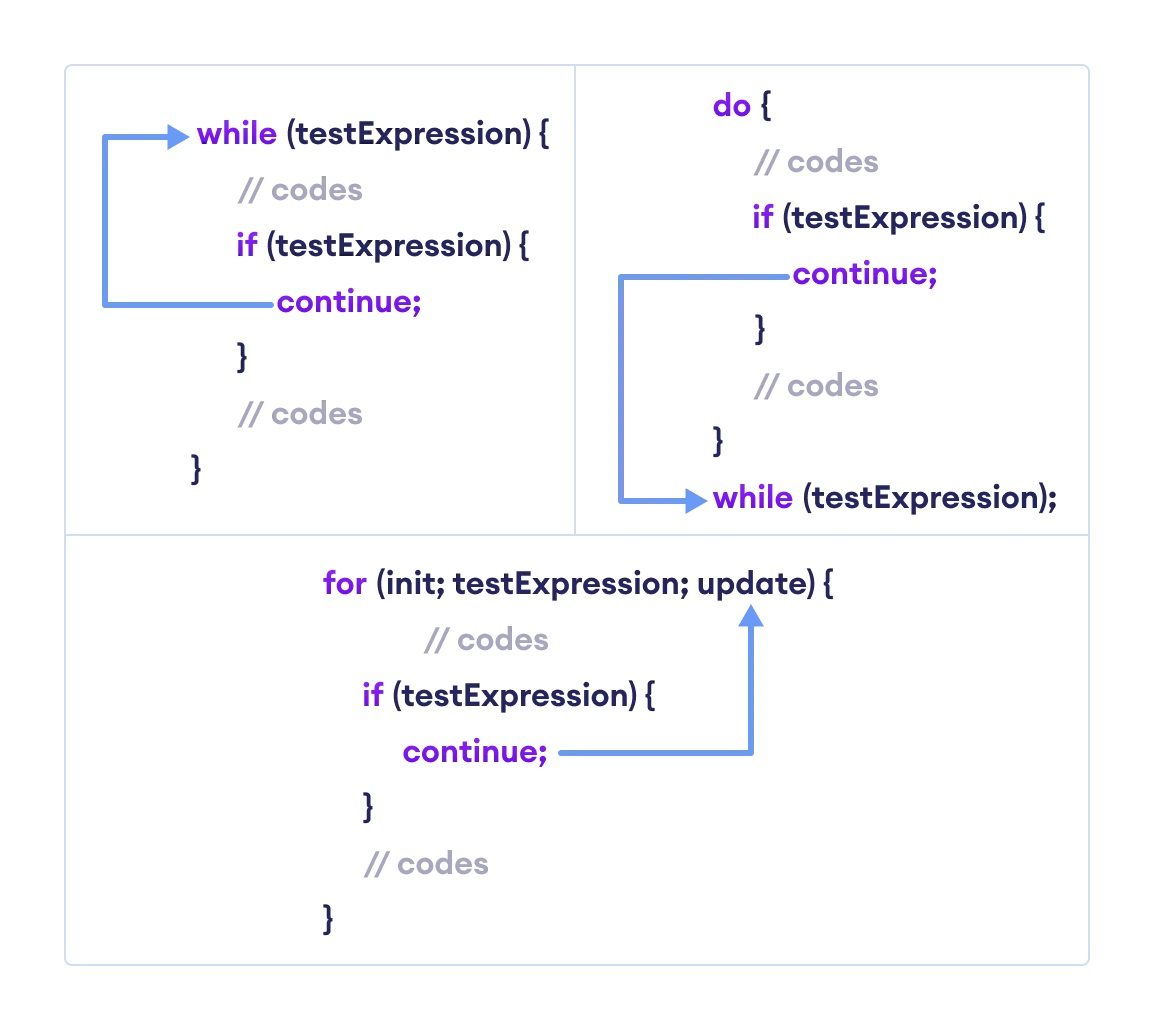 while (testExpression) {
// codes
if (testExpression) {
continue;
}
// codes
}
do {
// codes
if (testExpression) {
continue;
}
// codes
}
while (testExpression);
for (init; testExpression; update) {
// codes
if (testExpression) {
continue;
}
// codes
}